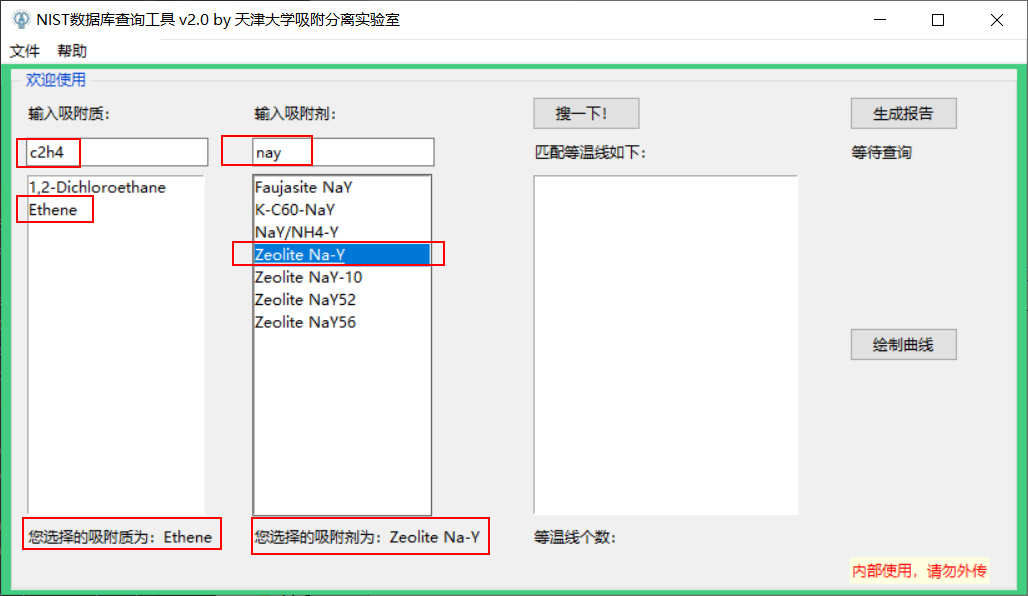 NIST数据库查询工具 v2.0 by 天津大学吸附分离实验室
文件 帮助
欢迎使用
输入吸附质： 输入吸附剂： 搜一下！ 生成报告
c2h4 nay 匹配等温线如下： 等待查询
1,2-Dichloroethane Faujasite NaY
Ethene K-C60-NaY
NaY/NH4-Y
Zeolite Na-Y
Zeolite NaY-10
Zeolite NaY52
Zeolite NaY56
绘制曲线
您选择的吸附质为：Ethene 您选择的吸附剂为：Zeolite Na-Y 等温线个数：
内部使用，请勿外传